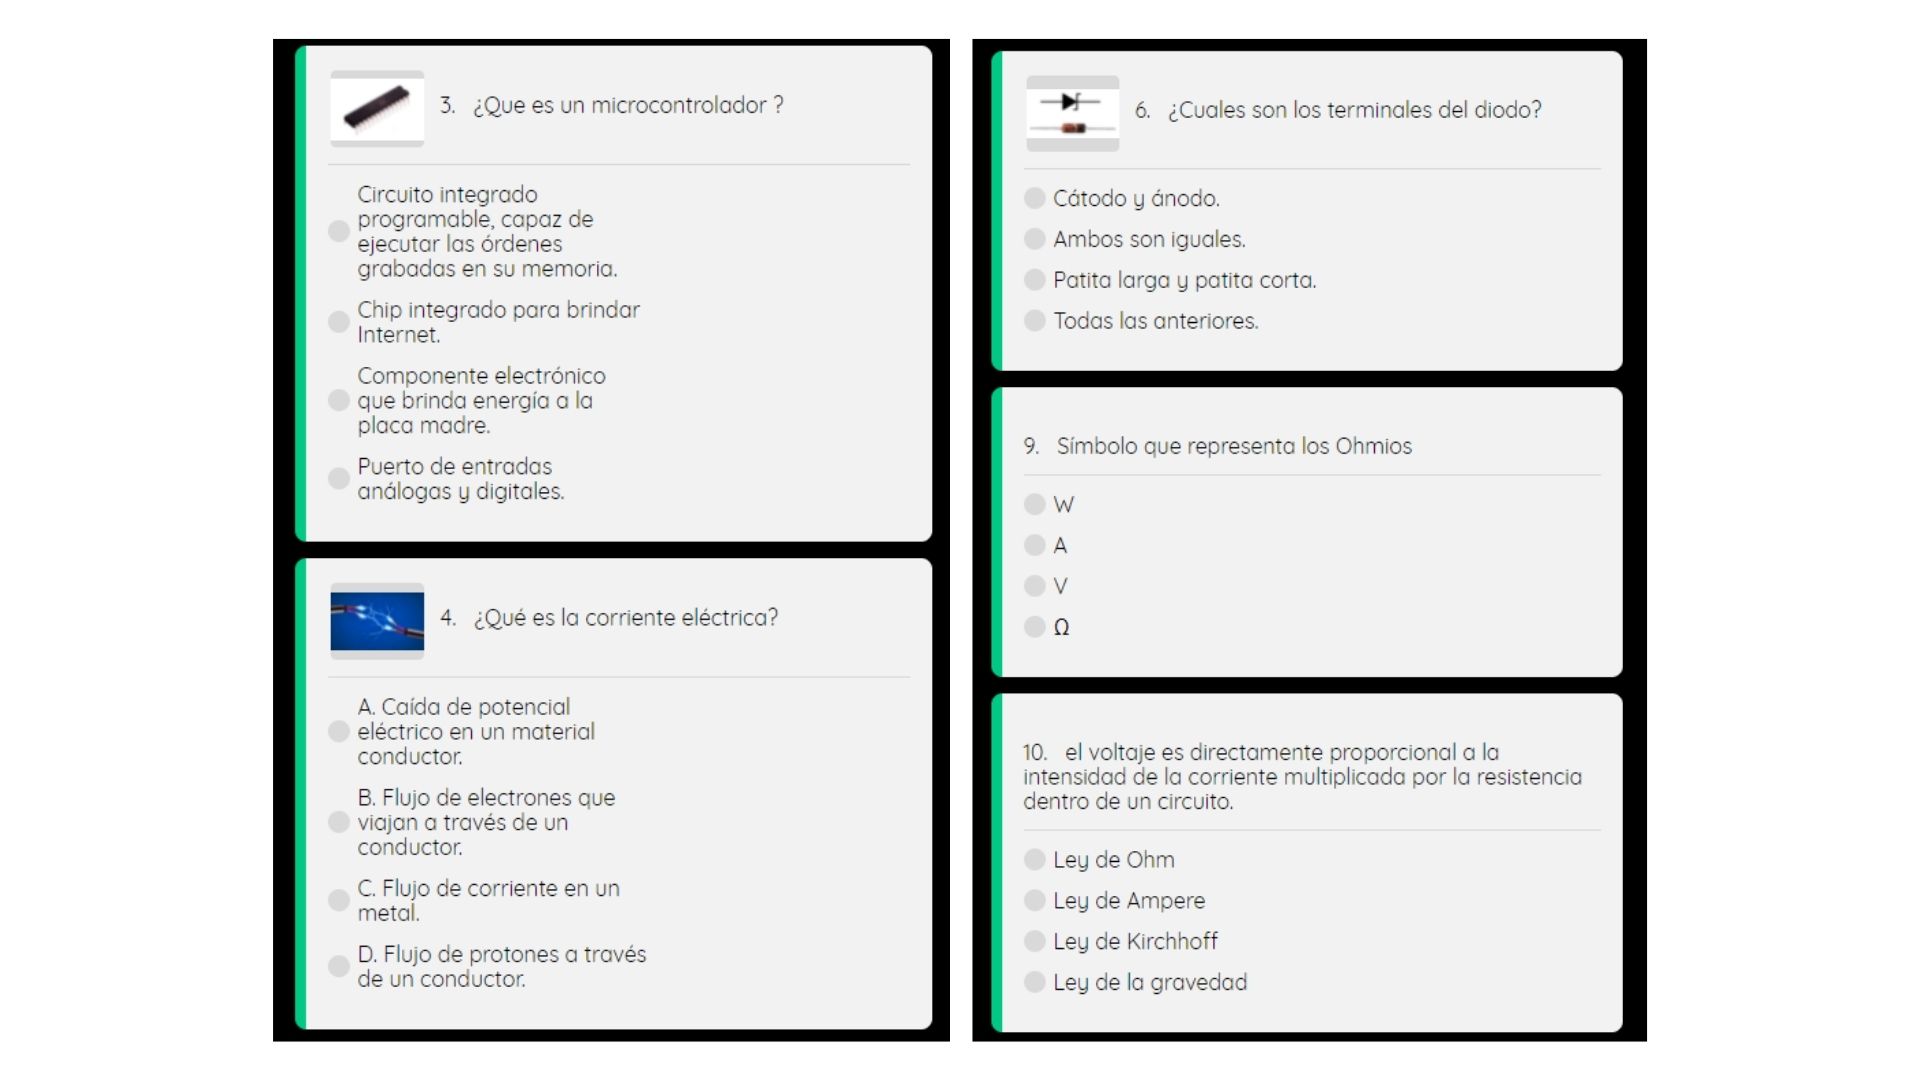 3. ¿Que es un microcontrolador ?
Circuito integrado
programable, capaz de
ejecutar las órdenes
grabadas en su memoria.
Chip integrado para brindar
Internet.
Componente electrónico
que brinda energía a la
placa madre.
Puerto de entradas
análogas y digitales.
4. ¿Qué es la corriente eléctrica?
A. Caída de potencial
eléctrico en un material
conductor.
B. Flujo de electrones que
viajan a través de un
conductor.
C. Flujo de corriente en un
metal.
D. Flujo de protones a través
de un conductor.
6. ¿Cuales son los terminales del diodo?
Cátodo y ánodo.
Ambos son iguales.
Patita larga y patita corta.
Todas las anteriores.
9. Símbolo que representa los Ohmios
W
A
V
Ω
10. el voltaje es directamente proporcional a la
intensidad de la corriente multiplicada por la resistencia
dentro de un circuito.
Ley de Ohm
Ley de Ampere
Ley de Kirchhoff
Ley de la gravedad